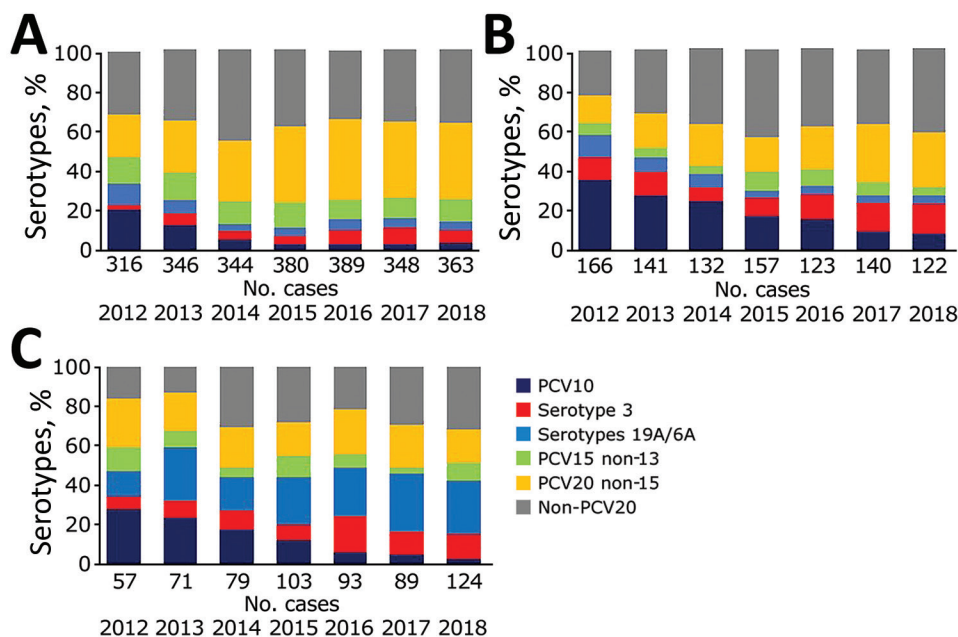 A
Serotypes, %
100
80
60
40
20
0
316 346 344 380 389 348 363
No. cases
2012 2013 2014 2015 2016 2017 2018
B
Serotypes, %
100
80
60
40
20
0
166 141 132 157 123 140 122
No. cases
2012 2013 2014 2015 2016 2017 2018
C
Serotypes, %
100
80
60
40
20
0
57 71 79 103 93 89 124
No. cases
2012 2013 2014 2015 2016 2017 2018
PCV10
Serotype 3
Serotypes 19A/6A
PCV15 non-13
PCV20 non-15
Non-PCV20